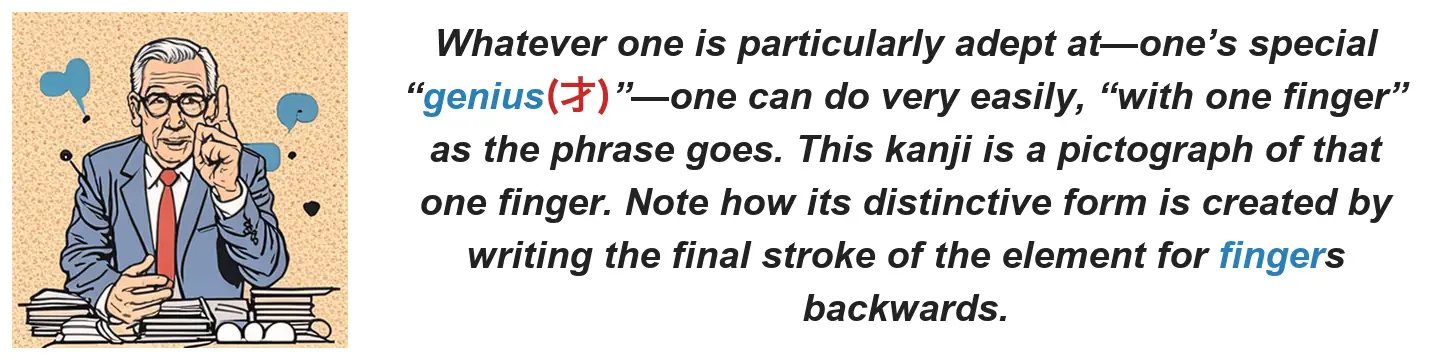 Whatever one is particularly adept at—one’s special
“genius(才)”—one can do very easily, “with one finger”
as the phrase goes. This kanji is a pictograph of that
one finger. Note how its distinctive form is created by
writing the final stroke of the element for fingers
backwards.